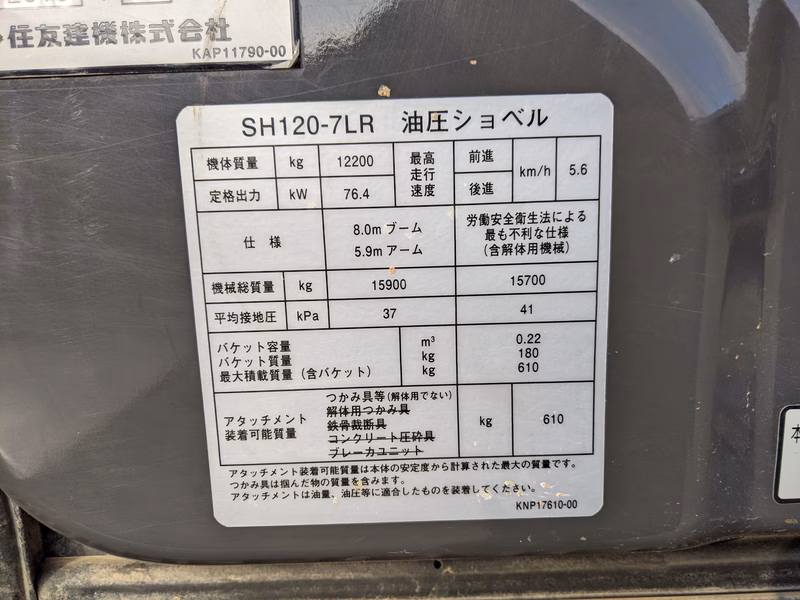 住友建機株式会社
KAP11790-00
SH120-7LR 油圧ショベル
機体質量 kg 12200 最高走行速度 前進 km/h 5.6
定格出力 kW 76.4 後進
仕様 8.0m ブーム 労働安全衛生法による
5.9m アーム 最も不利な仕様
(含解体用機械)
機械総質量 kg 15900 15700
平均接地圧 kPa 37 41
バケット容量 m³ 0.22
バケット質量 kg 180
最大積載質量(含バケット) kg 610
つかみ具等(解体用でない)
アタッチメント 解体用つかみ具 kg 610
装着可能質量 鉄骨裁断具
コンクリート圧砕具
ブレーカユニット
アタッチメント装着可能質量は本体の安定度から計算された最大の質量です。
つかみ具は掴んだ物の質量を含みます。
アタッチメントは油量、油圧等に適合したものを装着してください。
KNP17610-00
本